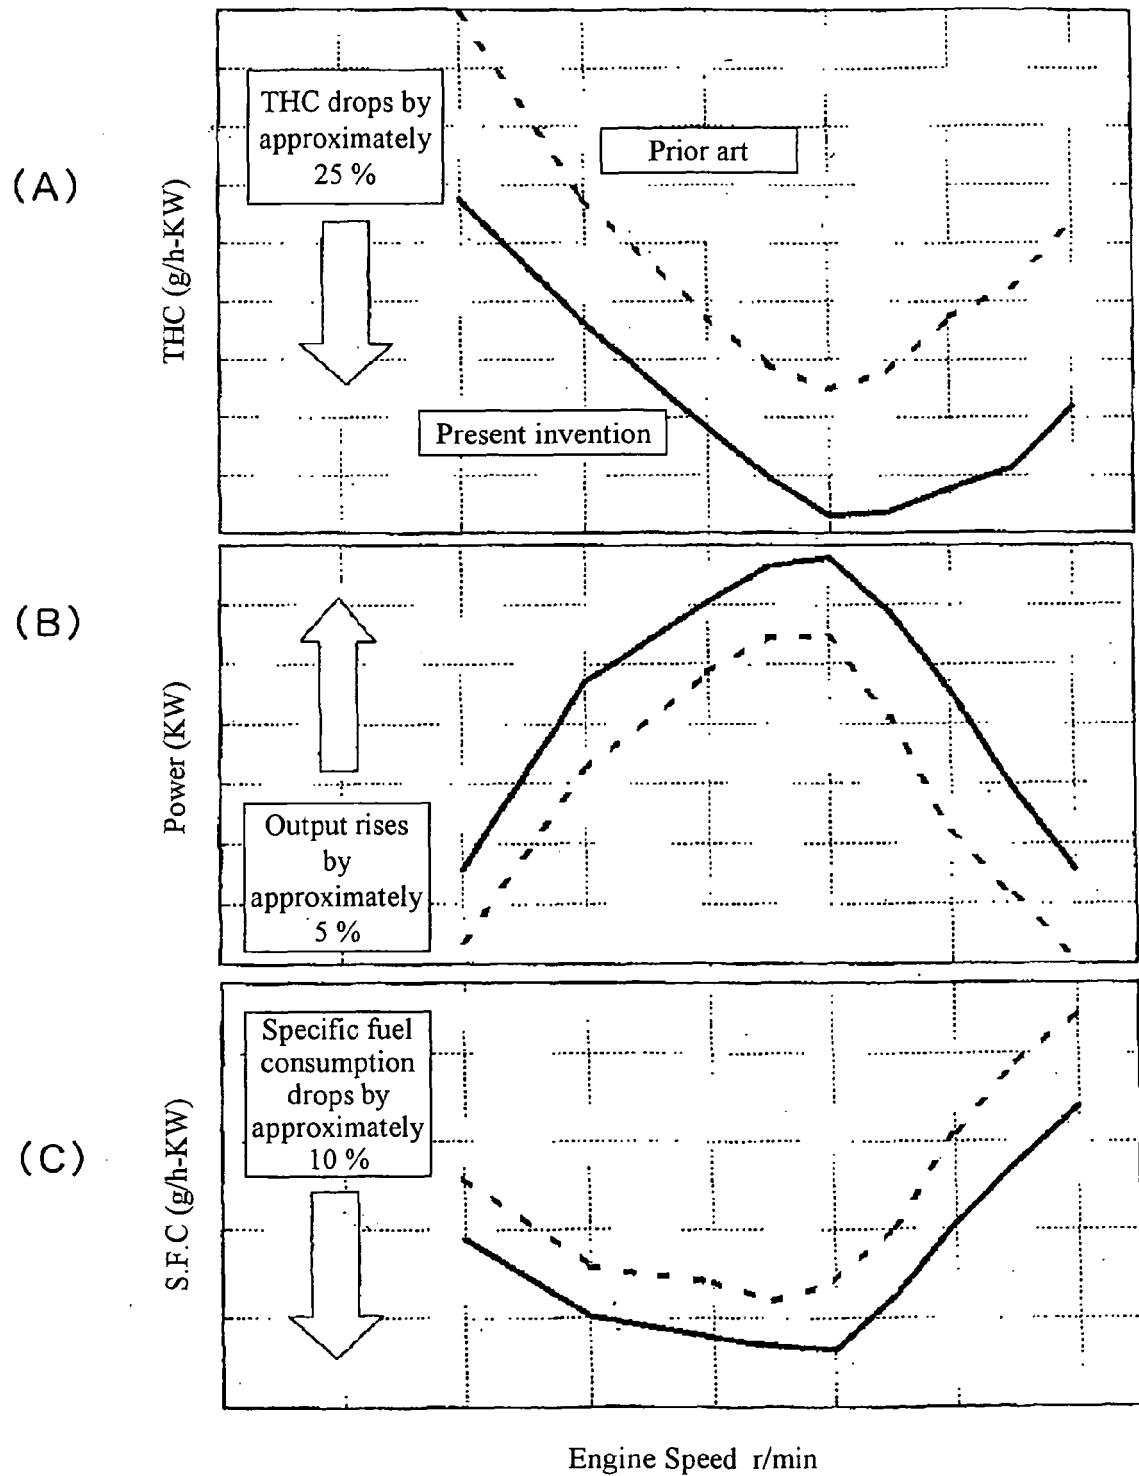 (A)
THC (g/h-KW)
THC drops by
approximately
25 %
Prior art
Present invention
(B)
Power (KW)
Output rises
by
approximately
5 %
(C)
S.F.C (g/h-KW)
Specific fuel
consumption
drops by
approximately
10 %
Engine Speed r/min